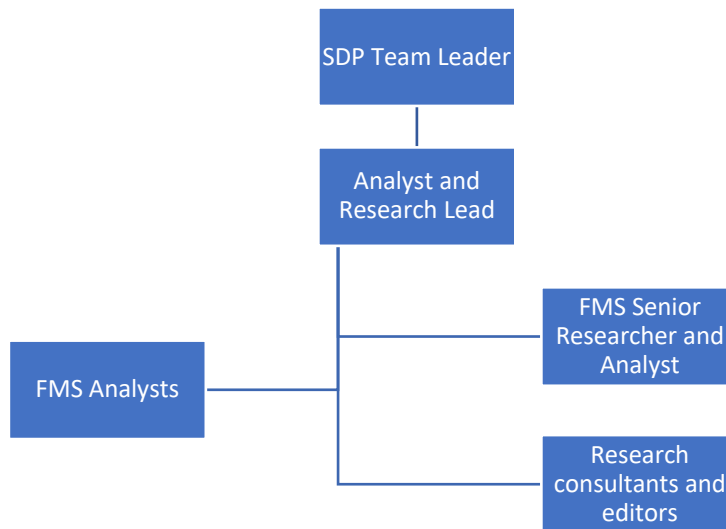 SDP Team Leader
Analyst and
Research Lead
FMS Senior
Researcher and
Analyst
FMS Analysts
Research
consultants and
editors